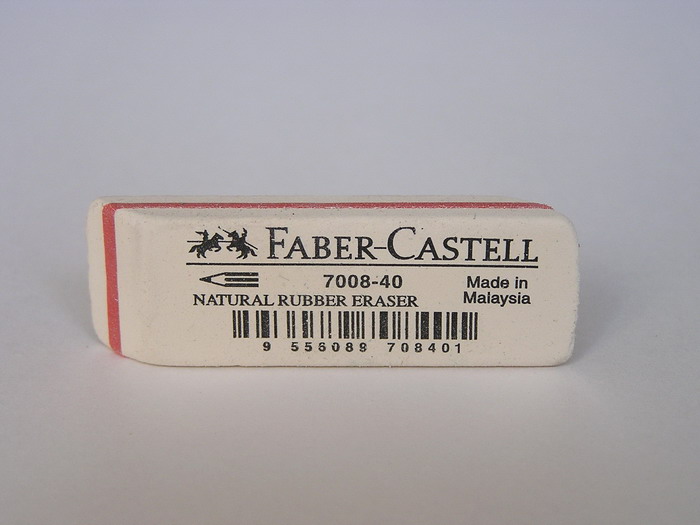 FABER-CASTELL
7008-40
Made in
Malaysia
NATURAL RUBBER ERASER
9 556089 708401